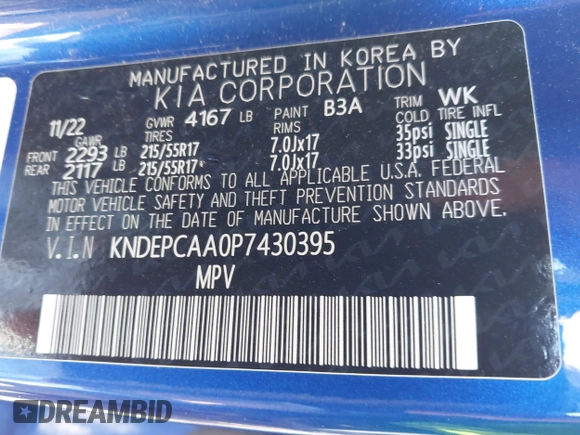 MANUFACTURED IN KOREA BY
KIA CORPORATION
11/22 GVWR 4167 LB PAINT B3A TRIM WK
GAWR TIRES RIMS COLD TIRE INFL
FRONT 2293 LB 215/55R17 7.0Jx17 35psi SINGLE
REAR 2117 LB 215/55R17 7.0Jx17 33psi SINGLE
THIS VEHICLE CONFORMS TO ALL APPLICABLE U.S.A. FEDERAL
MOTOR VEHICLE SAFETY AND THEFT PREVENTION STANDARDS
IN EFFECT ON THE DATE OF MANUFACTURE SHOWN ABOVE.
V.I.N KNDEPCAA0P7430395
MPV
DREAMBID